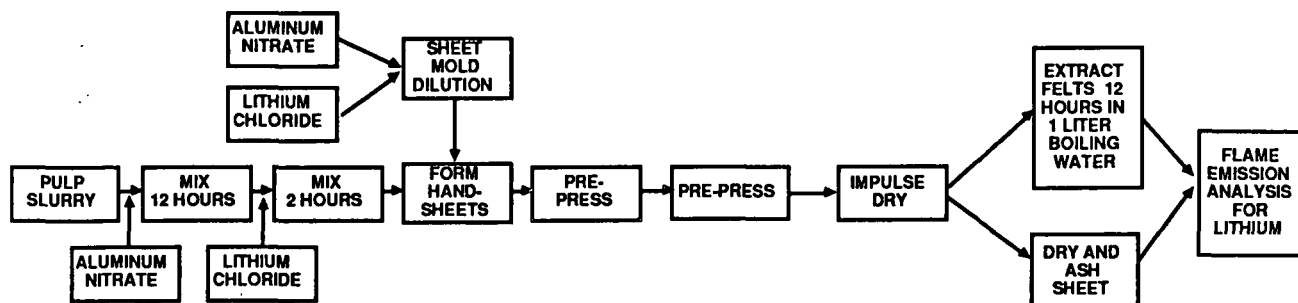 ALUMINUM
NITRATE
LITHIUM
CHLORIDE
SHEET
MOLD
DILUTION
PULP
SLURRY
MIX
12 HOURS
MIX
2 HOURS
FORM
HAND-
SHEETS
PRE-
PRESS
PRE-PRESS
IMPULSE
DRY
ALUMINUM
NITRATE
LITHIUM
CHLORIDE
EXTRACT
FELTS 12
HOURS IN
1 LITER
BOILING
WATER
DRY AND
ASH
SHEET
FLAME
EMISSION
ANALYSIS
FOR
LITHIUM